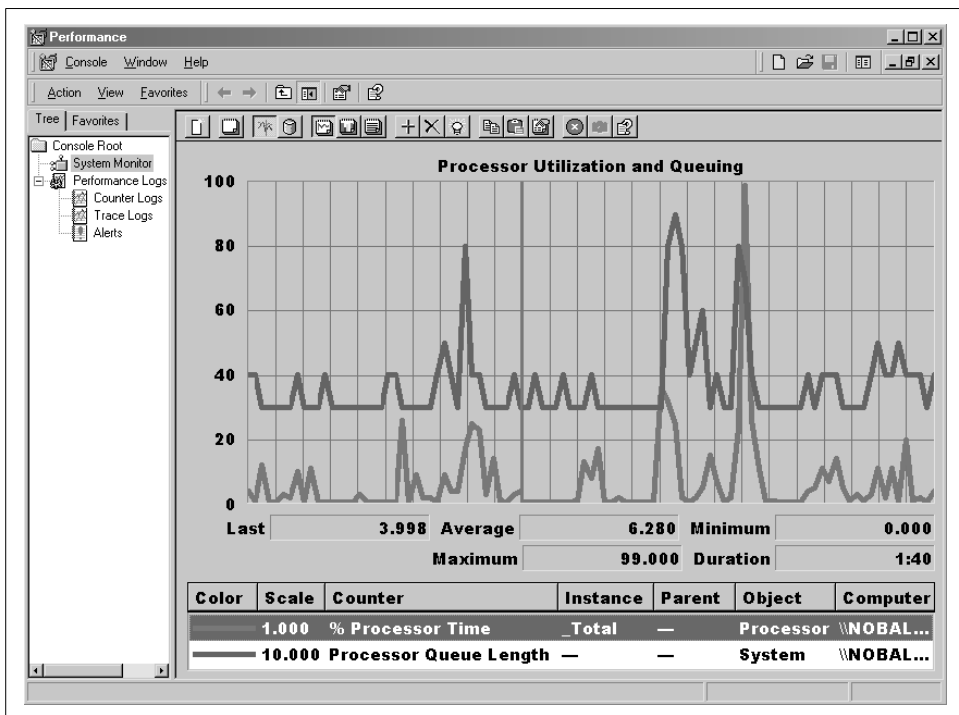 Performance
Console Window Help
Action View Favorites
Tree Favorites
Console Root
System Monitor
Performance Logs
Counter Logs
Trace Logs
Alerts
Processor Utilization and Queuing
100
80
60
40
20
0
Last 3.998 Average 6.280 Minimum 0.000
Maximum 99.000 Duration 1:40
Color Scale Counter Instance Parent Object Computer
1.000 % Processor Time _Total — Processor \\NOBAL...
10.000 Processor Queue Length — — System \\NOBAL...